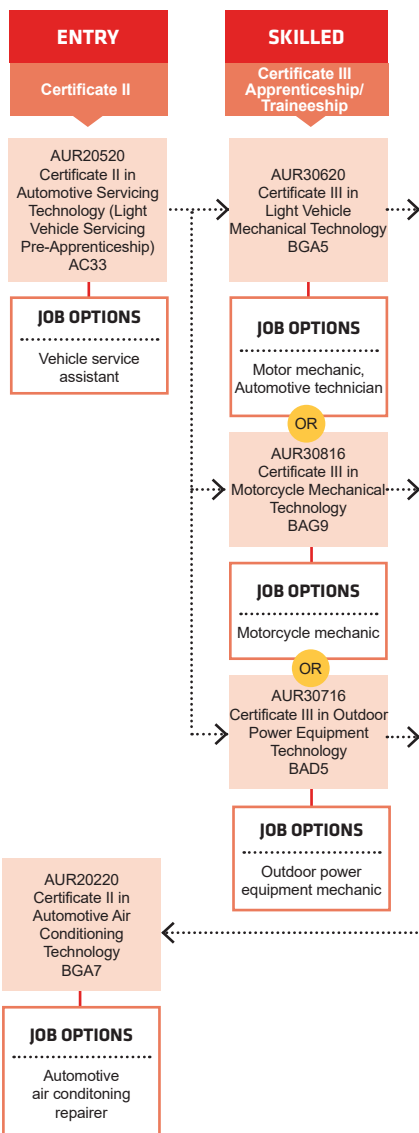 ENTRY
Certificate II
AUR20520
Certificate II in
Automotive Servicing
Technology (Light
Vehicle Servicing
Pre-Apprenticeship)
AC33
JOB OPTIONS
Vehicle service
assistant
SKILLED
Certificate III
Apprenticeship/
Traineeship
AUR30620
Certificate III in
Light Vehicle
Mechanical Technology
BGA5
JOB OPTIONS
Motor mechanic,
Automotive technician
OR
AUR30816
Certificate III in
Motorcycle Mechanical
Technology
BAG9
JOB OPTIONS
Motorcycle mechanic
OR
AUR30716
Certificate III in Outdoor
Power Equipment
Technology
BAD5
JOB OPTIONS
Outdoor power
equipment mechanic
AUR20220
Certificate II in
Automotive Air
Conditioning
Technology
BGA7
JOB OPTIONS
Automotive
air conditoning
repairer